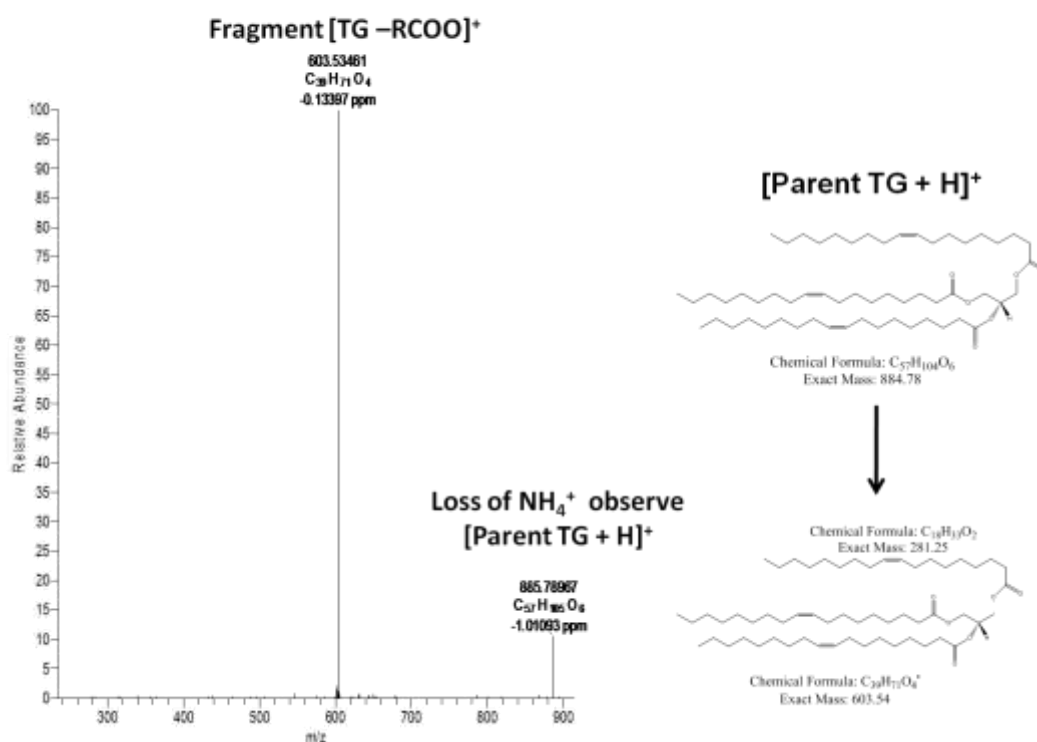 Fragment [TG –RCOO]⁺
603.53461
C₃₉H₇₁O₄
-0.13397 ppm
100
95
90
85
80
75
70
65
60
55
50
45
40
35
30
25
20
15
10
5
0
Relative Abundance
300
400
500
600
700
800
900
m/z
Loss of NH₄⁺ observe
[Parent TG + H]⁺
885.78967
C₅₇H₁₀₅O₆
-1.01093 ppm
[Parent TG + H]⁺
O
O
O
O
O
O
H
Chemical Formula: C₅₇H₁₀₄O₆
Exact Mass: 884.78
Chemical Formula: C₁₈H₃₃O₂
Exact Mass: 281.25
O
O
O
O
O
O
Chemical Formula: C₃₉H₇₁O₄⁺
Exact Mass: 603.54